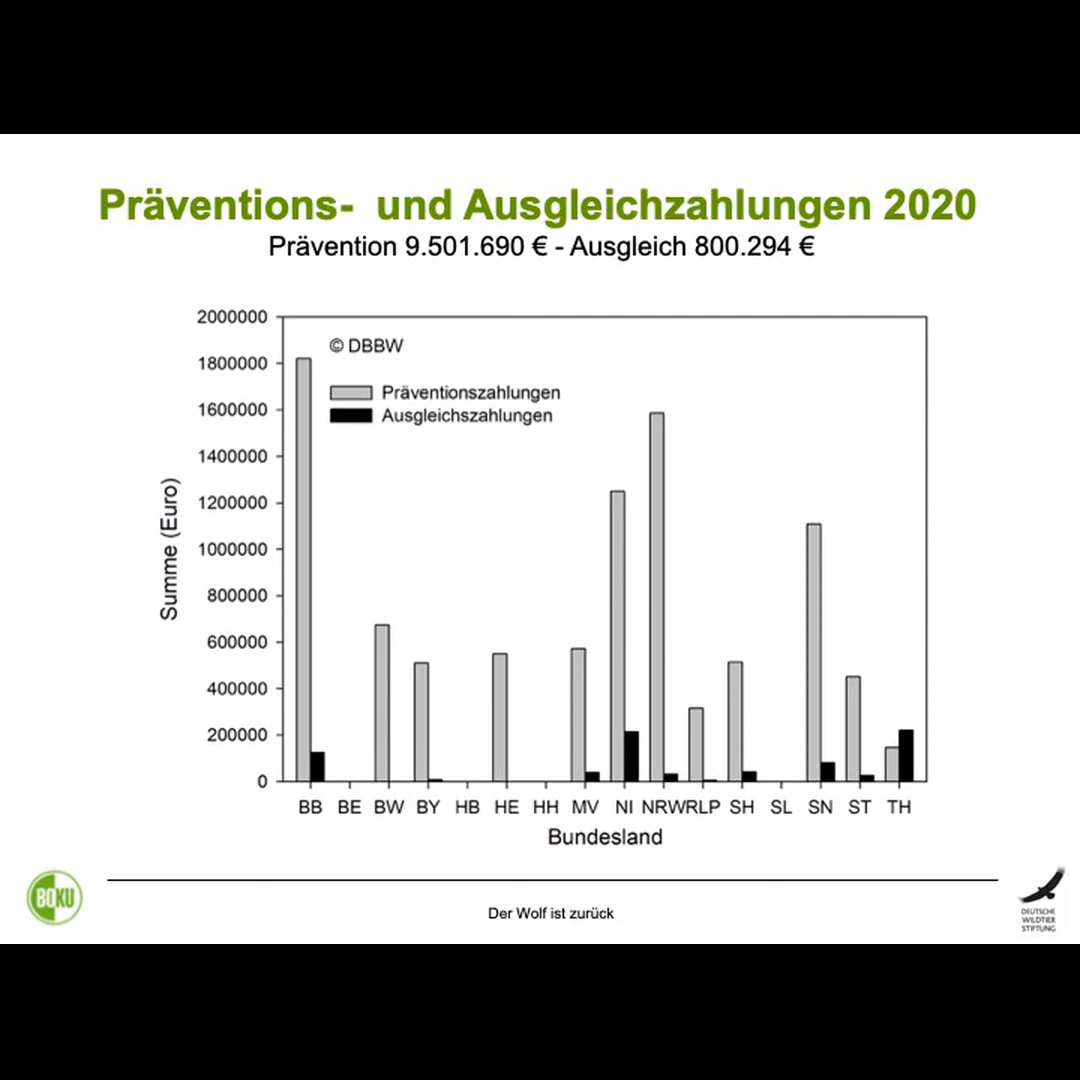 Präventions- und Ausgleichzahlungen 2020
Prävention 9.501.690 € - Ausgleich 800.294 €
2000000
1800000
1600000
1400000
1200000
1000000
800000
600000
400000
200000
0
Summe (Euro)
© DBBW
Präventionszahlungen
Ausgleichszahlungen
BB BE BW BY HB HE HH MV NI NRW RLP SH SL SN ST TH
Bundesland
BOKU
Der Wolf ist zurück
DEUTSCHE
WILDTIER
STIFTUNG